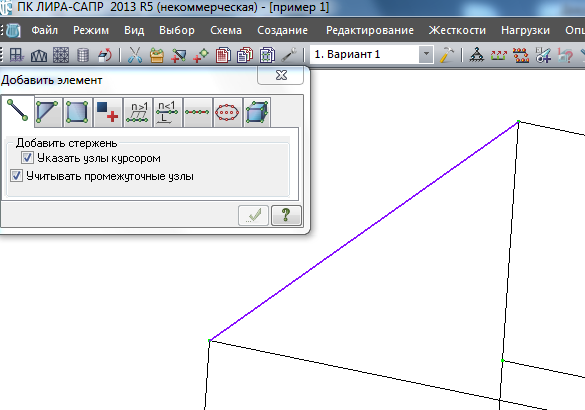 ПК ЛИРА-САПР 2013 R5 (некоммерческая) - [пример 1]
Файл Режим Вид Выбор Схема Создание Редактирование Жесткости Нагрузки Опц
1. Вариант 1
Добавить элемент
n>1 n<1
L
Добавить стержень
Указать узлы курсором
Учитывать промежуточные узлы
?